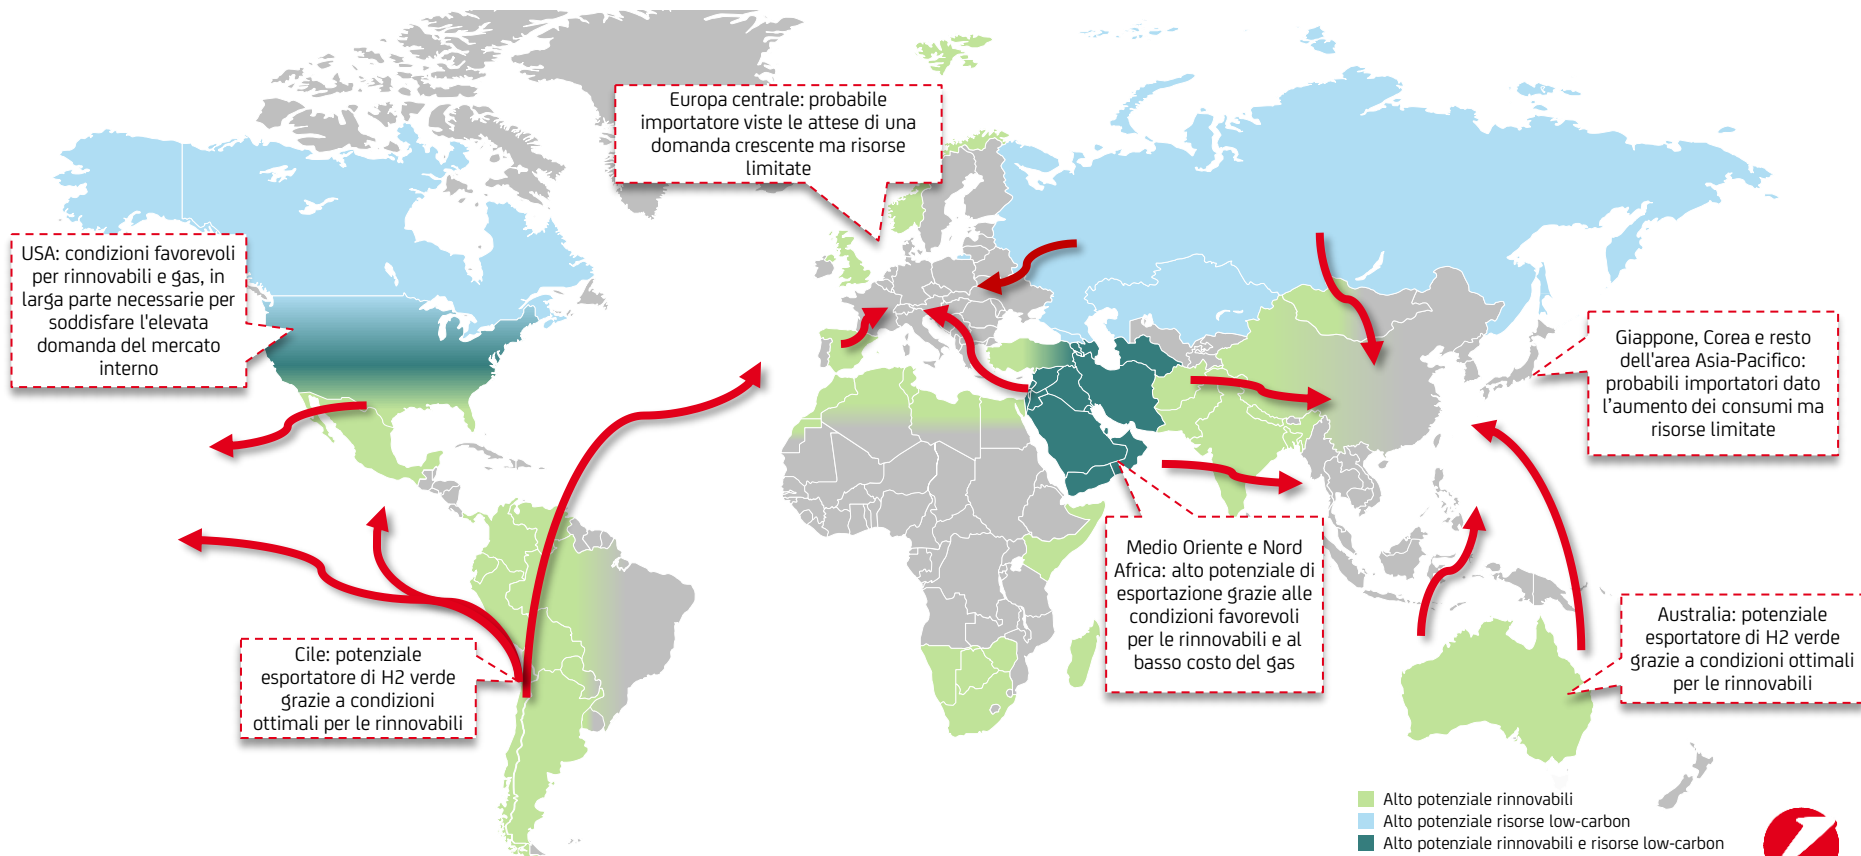 Europa centrale: probabile
importatore viste le attese di una
domanda crescente ma risorse
limitate
USA: condizioni favorevoli
per rinnovabili e gas, in
larga parte necessarie per
soddisfare l'elevata
domanda del mercato
interno
Giappone, Corea e resto
dell'area Asia-Pacifico:
probabili importatori dato
l’aumento dei consumi ma
risorse limitate
Medio Oriente e Nord
Africa: alto potenziale di
esportazione grazie alle
condizioni favorevoli
per le rinnovabili e al
basso costo del gas
Cile: potenziale
esportatore di H2 verde
grazie a condizioni
ottimali per le rinnovabili
Australia: potenziale
esportatore di H2 verde
grazie a condizioni ottimali
per le rinnovabili
Alto potenziale rinnovabili
Alto potenziale risorse low-carbon
Alto potenziale rinnovabili e risorse low-carbon